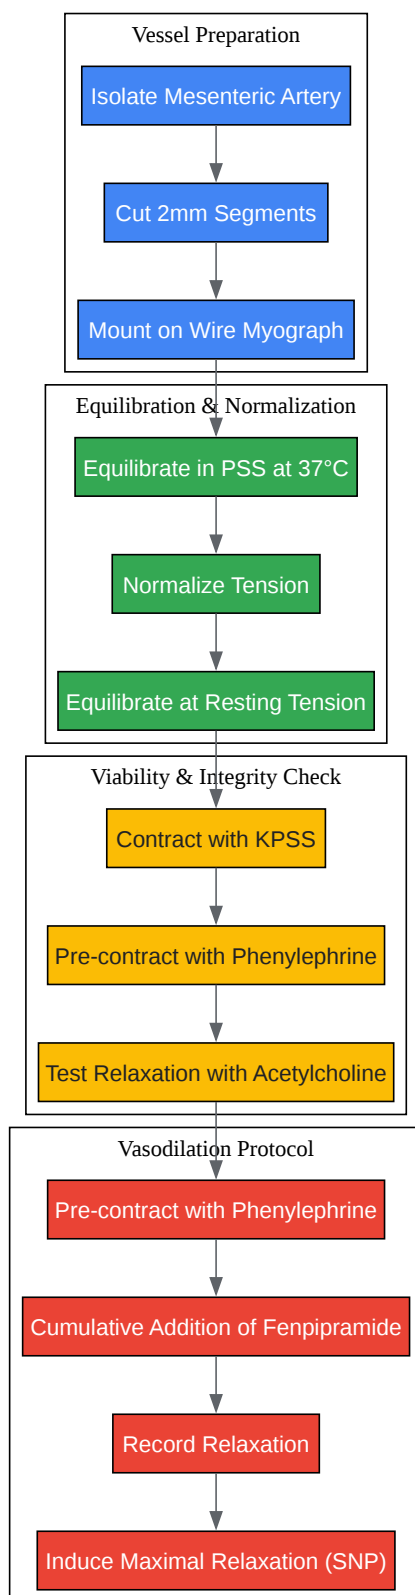 Vessel Preparation
Isolate Mesenteric Artery
Cut 2mm Segments
Mount on Wire Myograph
Equilibration & Normalization
Equilibrate in PSS at 37°C
Normalize Tension
Equilibrate at Resting Tension
Viability & Integrity Check
Contract with KPSS
Pre-contract with Phenylephrine
Test Relaxation with Acetylcholine
Vasodilation Protocol
Pre-contract with Phenylephrine
Cumulative Addition of Fenpipramide
Record Relaxation
Induce Maximal Relaxation (SNP)